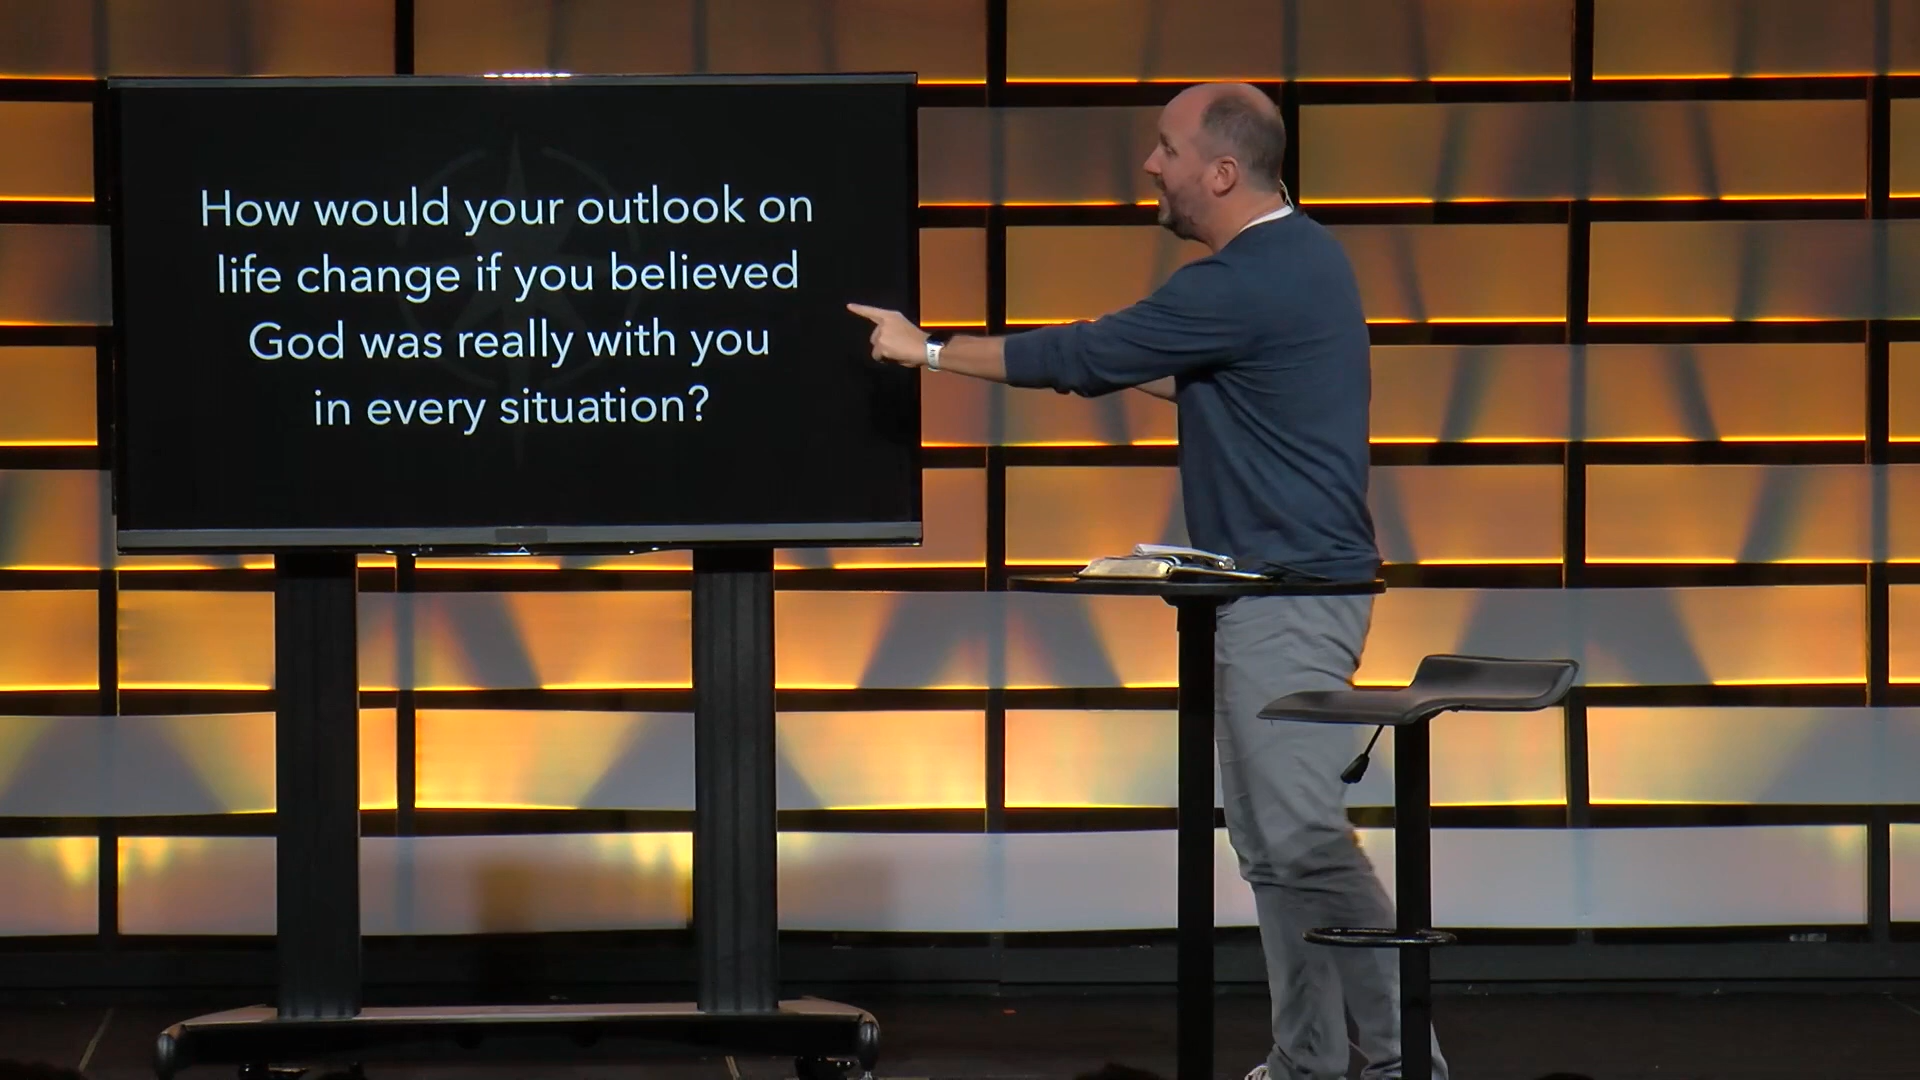 How would your outlook on
life change if you believed
God was really with you
in every situation?